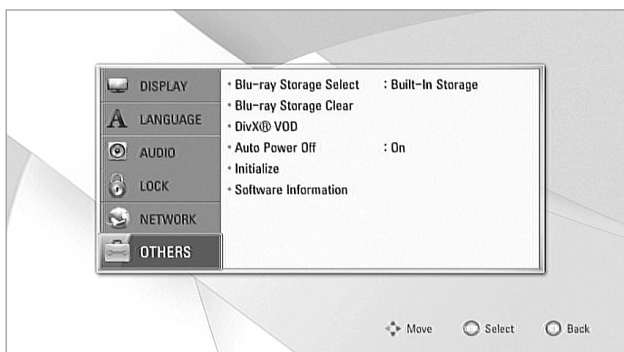 DISPLAY
LANGUAGE
AUDIO
LOCK
NETWORK
OTHERS
• Blu-ray Storage Select : Built-In Storage
• Blu-ray Storage Clear
• DivX® VOD
• Auto Power Off : On
• Initialize
• Software Information
Move Select Back